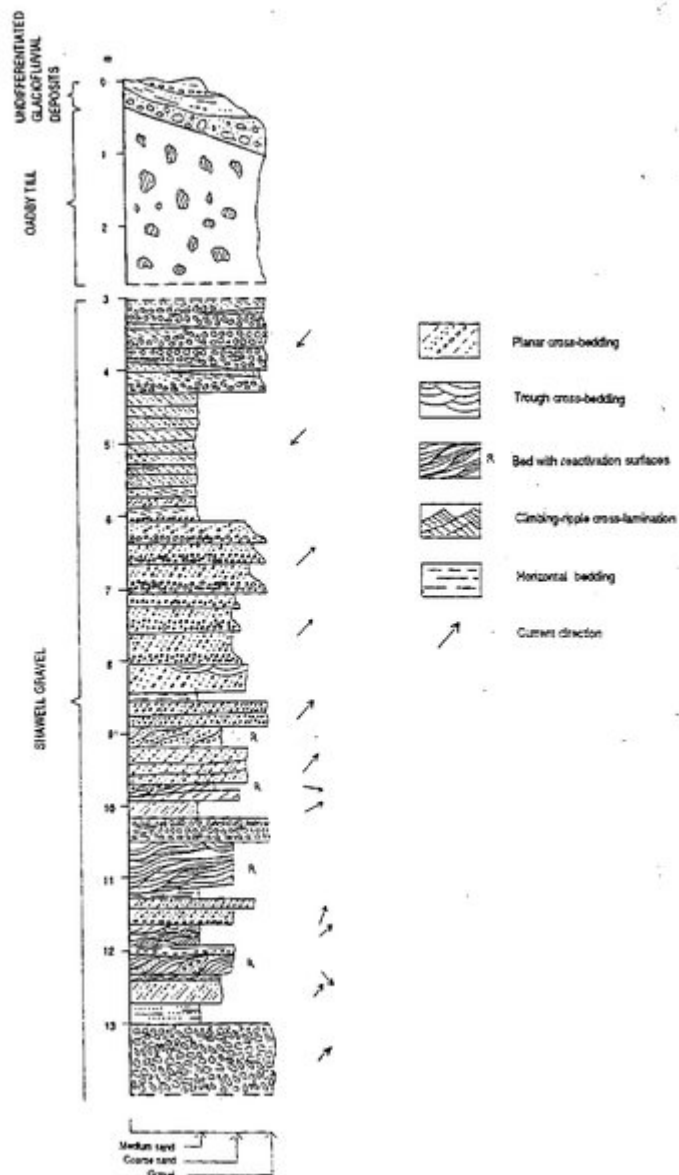 UNDIFFERENTIATED
GLACIOFLUVIAL
DEPOSITS
OADBY TILL
SHAWELL GRAVEL
m
0
1
2
3
4
5
6
7
8
9
10
11
12
13
R
R
R
R
Planar cross-bedding
Trough cross-bedding
R Bed with reactivation surfaces
Climbing-ripple cross-lamination
Horizontal bedding
Current direction
Medium sand
Coarse sand
Gravel